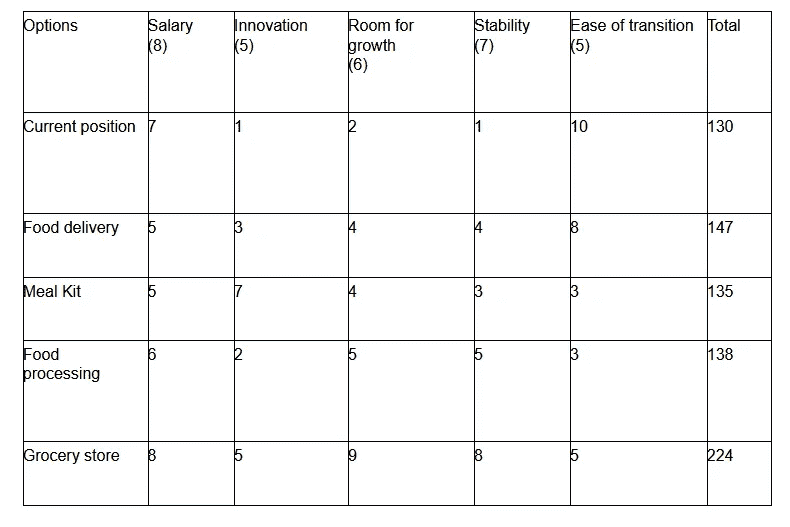 Options Salary Innovation Room for Stability Ease of transition Total
(8) (5) growth (7) (5)
(6)
Current position 7 1 2 1 10 130
Food delivery 5 3 4 4 8 147
Meal Kit 5 7 4 3 3 135
Food 6 2 5 5 3 138
processing
Grocery store 8 5 9 8 5 224